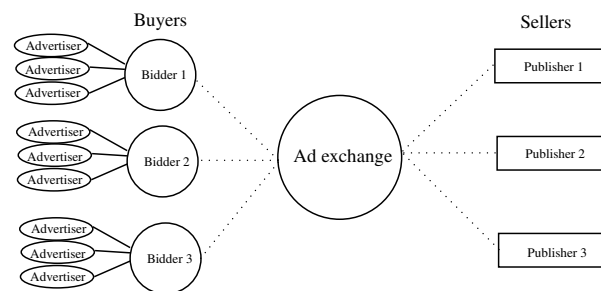 Buyers
Sellers
Advertiser
Advertiser
Advertiser
Bidder 1
Publisher 1
Advertiser
Advertiser
Advertiser
Bidder 2
Ad exchange
Publisher 2
Advertiser
Advertiser
Advertiser
Bidder 3
Publisher 3